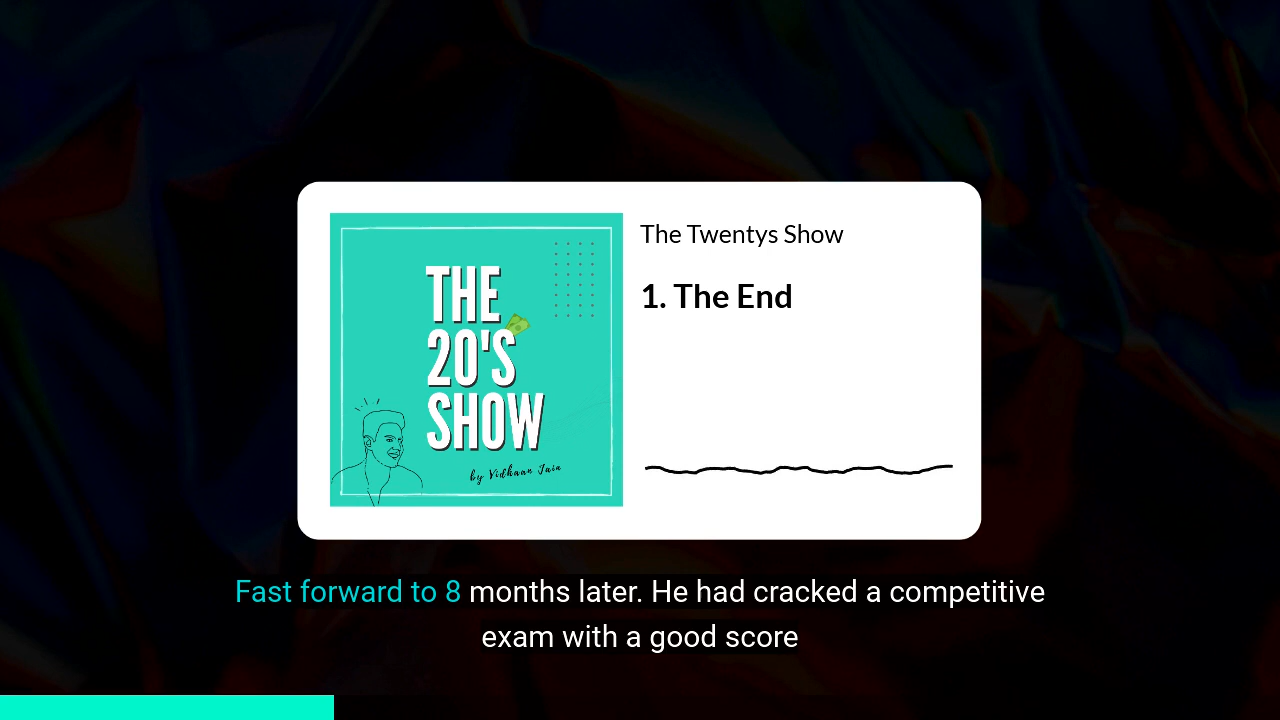 The Twentys Show
1. The End
THE
20'S
SHOW
by Vidhaan Jain
Fast forward to 8 months later. He had cracked a competitive
exam with a good score